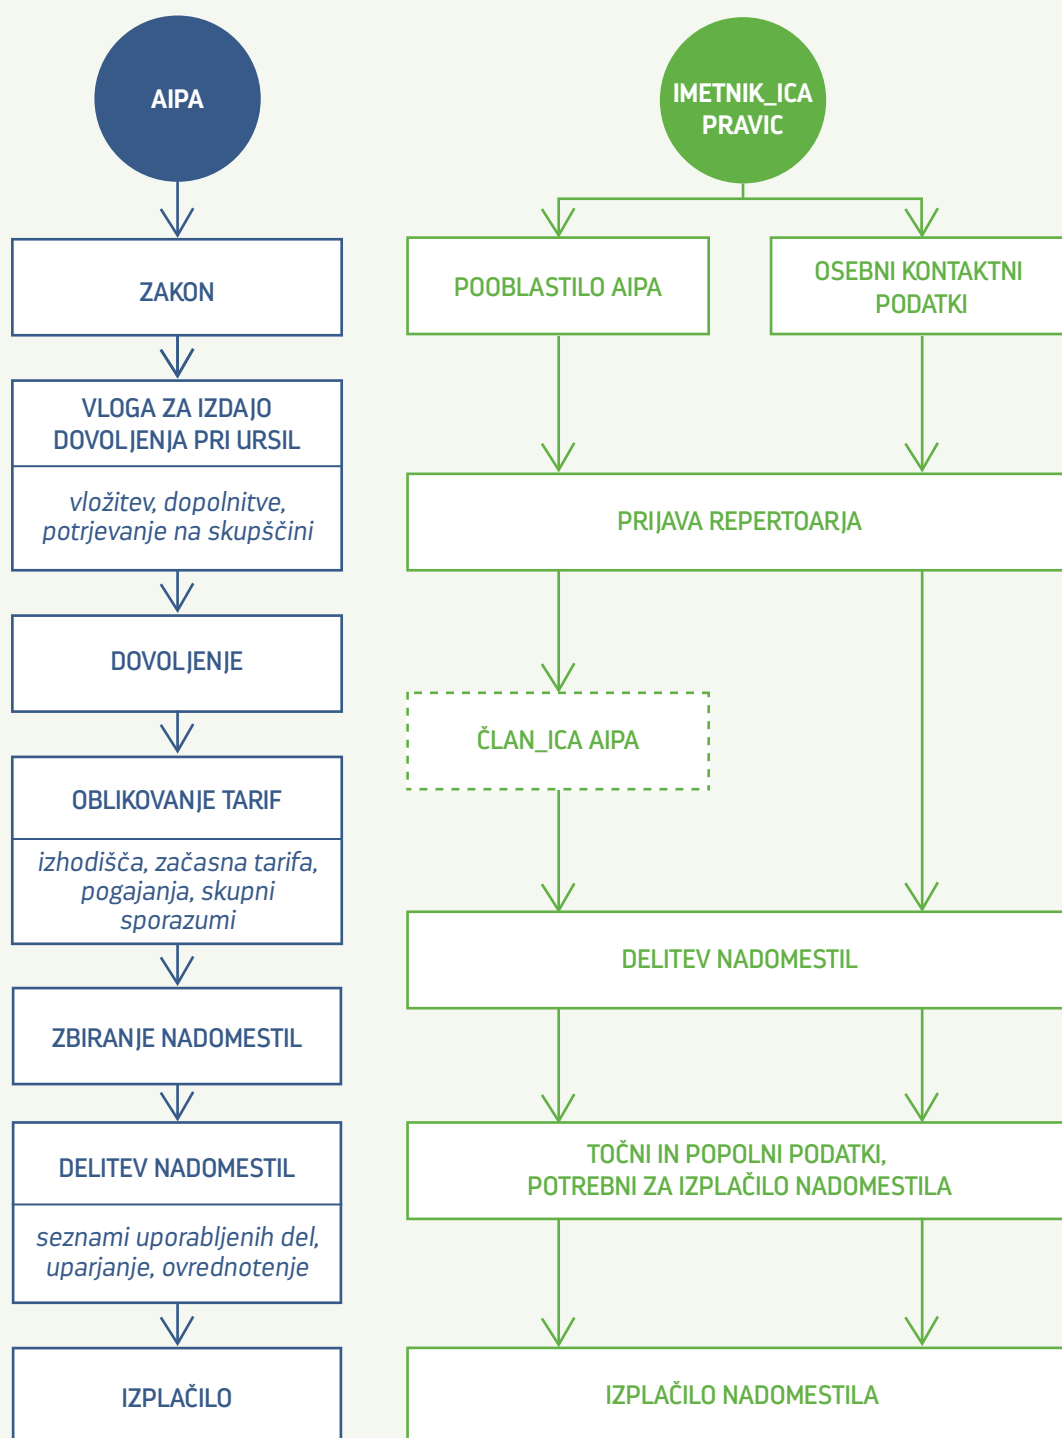 AIPA
ZAKON
VLOGA ZA IZDAJO
DOVOLJENJA PRI URSIL
vložitev, dopolnitve,
potrjevanje na skupščini
DOVOLJENJE
OBLIKOVANJE TARIF
izhodišča, začasna tarifa,
pogajanja, skupni
sporazumi
ZBIRANJE NADOMESTIL
DELITEV NADOMESTIL
seznami uporabljenih del,
uparjanje, ovrednotenje
IZPLAČILO
IMETNIK_ICA
PRAVIC
POOBLASTILO AIPA
OSEBNI KONTAKTNI
PODATKI
PRIJAVA REPERTOARJA
ČLAN_ICA AIPA
DELITEV NADOMESTIL
TOČNI IN POPOLNI PODATKI,
POTREBNI ZA IZPLAČILO NADOMESTILA
IZPLAČILO NADOMESTILA